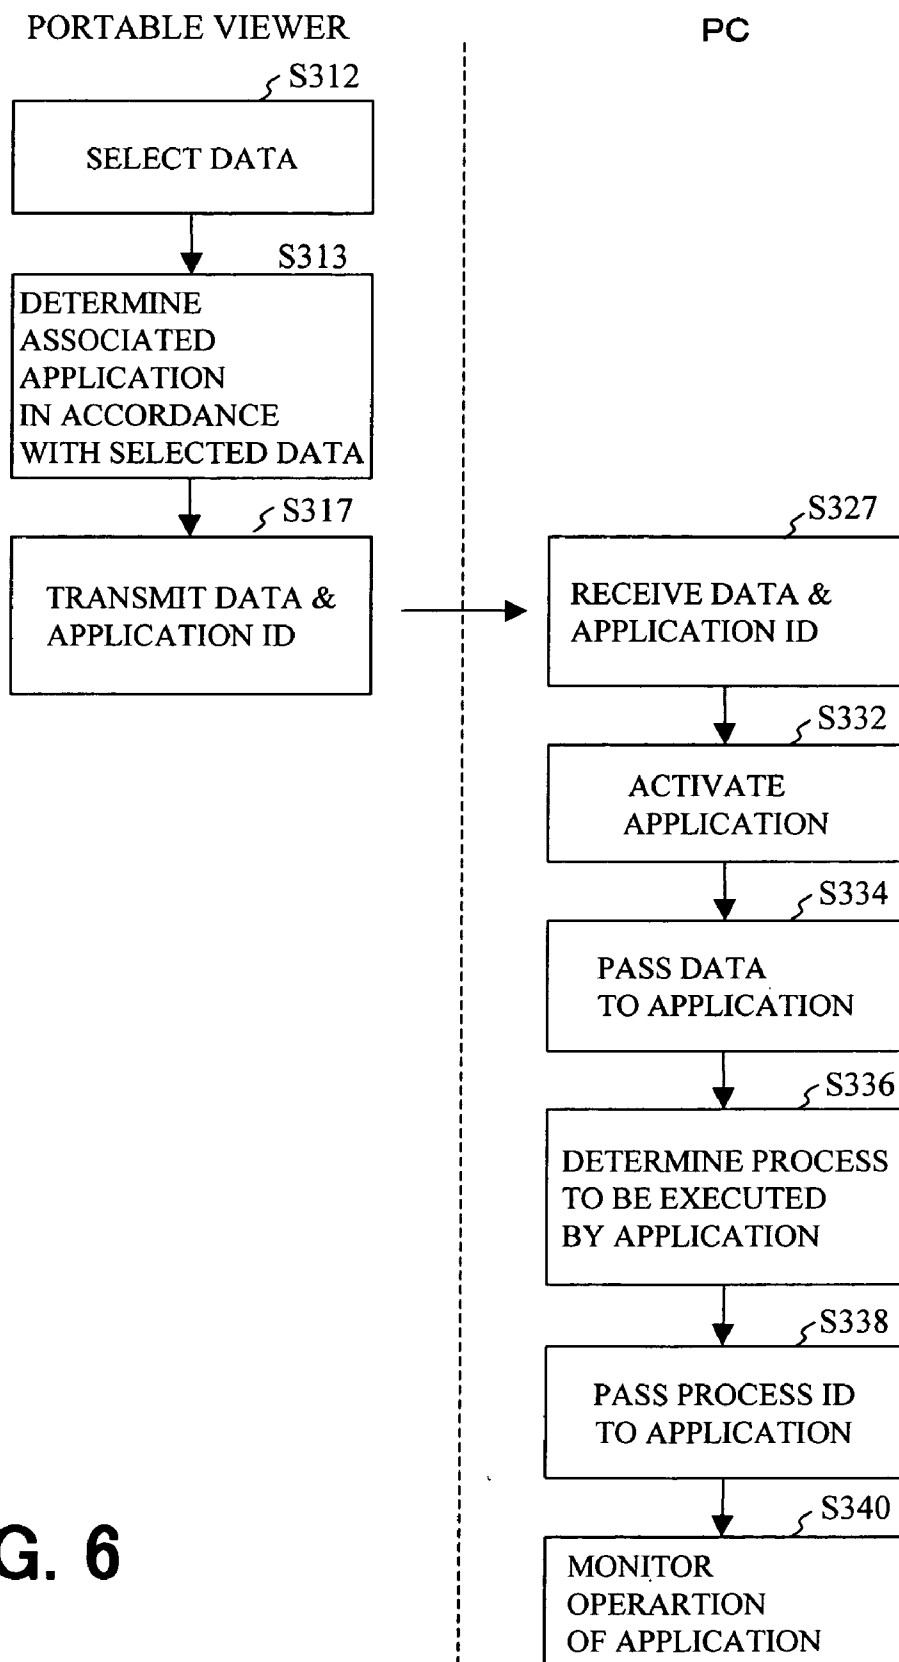 PORTABLE VIEWER
PC
S312
SELECT DATA
S313
DETERMINE
ASSOCIATED
APPLICATION
IN ACCORDANCE
WITH SELECTED DATA
S317
TRANSMIT DATA &
APPLICATION ID
S327
RECEIVE DATA &
APPLICATION ID
S332
ACTIVATE
APPLICATION
S334
PASS DATA
TO APPLICATION
S336
DETERMINE PROCESS
TO BE EXECUTED
BY APPLICATION
S338
PASS PROCESS ID
TO APPLICATION
S340
MONITOR
OPERARTION
OF APPLICATION
G. 6